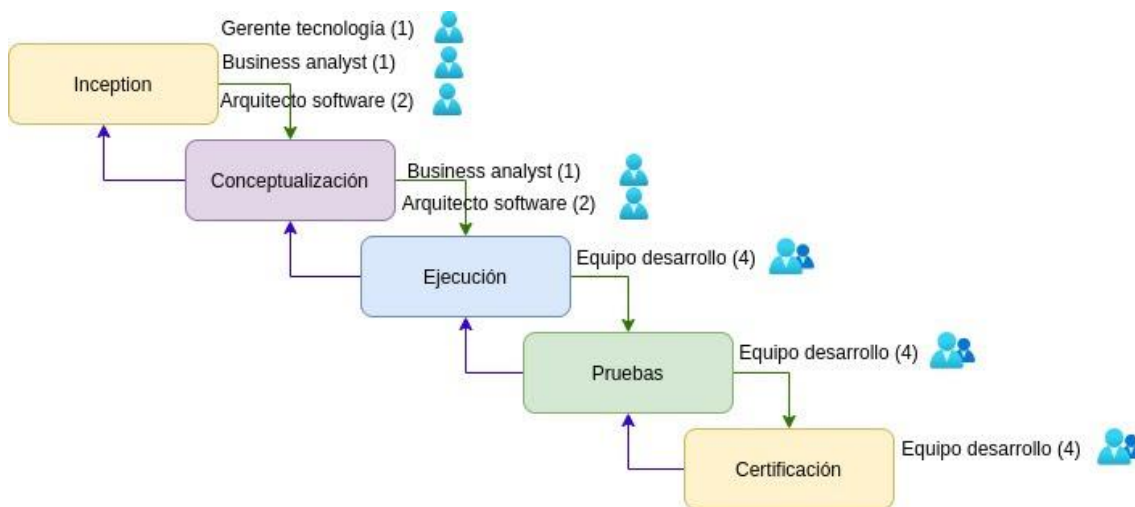 Gerente tecnología (1)
Inception
Business analyst (1)
Arquitecto software (2)
Conceptualización
Business analyst (1)
Arquitecto software (2)
Ejecución
Equipo desarrollo (4)
Pruebas
Equipo desarrollo (4)
Certificación
Equipo desarrollo (4)